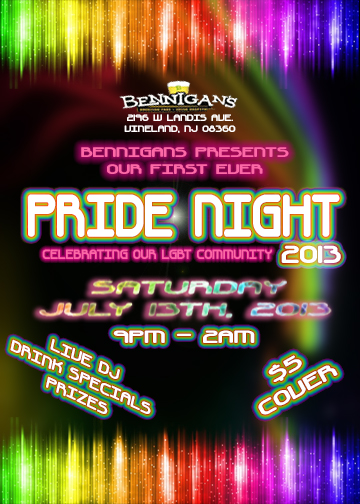 BENNIGAN'S
2196 W LANDIS AVE.
VINELAND, NJ 08360
BENNIGANS PRESENTS
OUR FIRST EVER
PRIDE NIGHT
CELEBRATING OUR LGBT COMMUNITY 2013
SATURDAY
JULY 13TH, 2013
9PM - 2AM
LIVE DJ
DRINK SPECIALS
PRIZES
$5
COVER